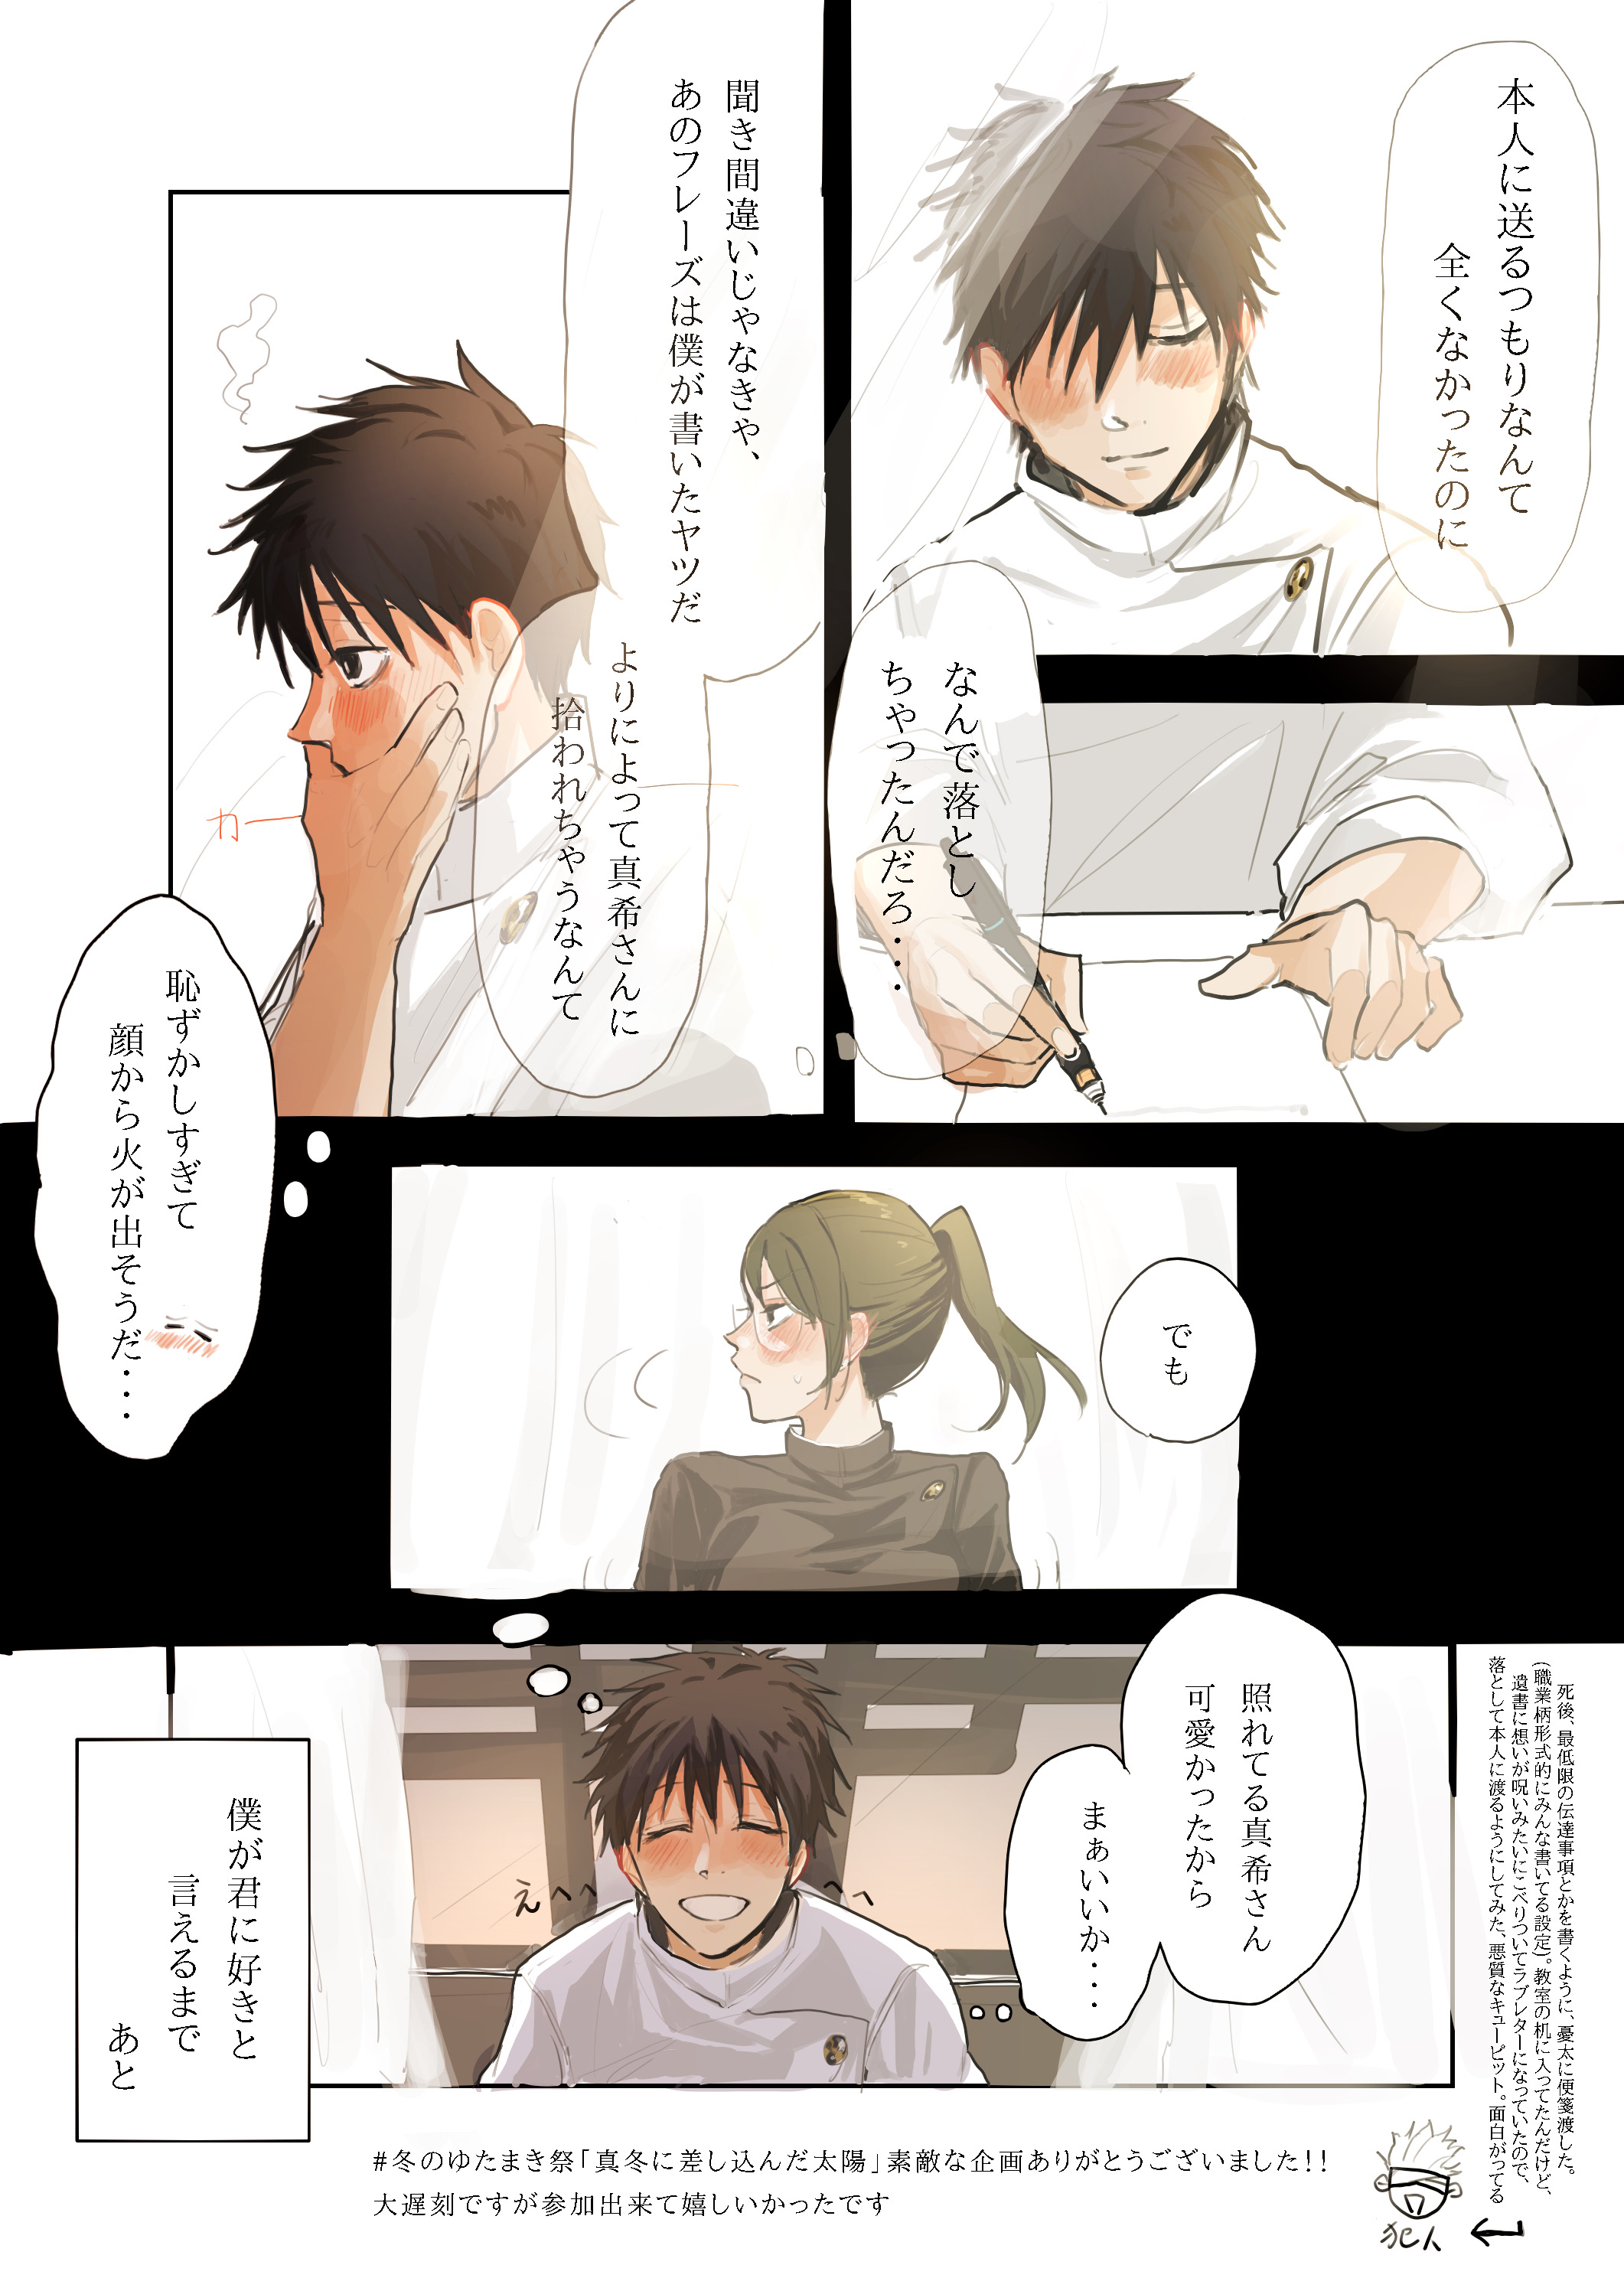 本人に送るつもりなんて
全くなかったのに
なんで落とし
ちゃったんだろ・・・
聞き間違いじゃなきゃ、
あのフレーズは僕が書いたヤツだ
よりによって真希さんに
拾われちゃうなんて
カー
恥ずかしすぎて
顔から火が出そうだ・・・
でも
照れてる真希さん
可愛かったから
まぁいいか・・・
えへへ
へへ
僕が君に好きと
言えるまで
あと
死後、最低限の伝達事項とかを書くように、憂太に便箋渡した。
(職業柄形式的にみんな書いてる設定)。教室の机に入ってたんだけど、
遺書に想いが呪いみたいにこべりついてラブレターになっていたので、
落として本人に渡るようにしてみた、悪質なキューピット。面白がってる
犯人
#冬のゆたまき祭「真冬に差し込んだ太陽」素敵な企画ありがとうございました!!
大遅刻ですが参加出来て嬉しいかったです